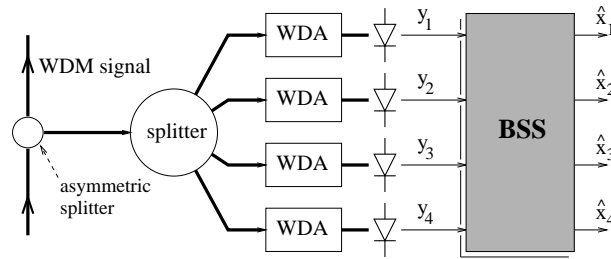 WDM signal
asymmetric
splitter
splitter
WDA
WDA
WDA
WDA
y1
y2
y3
y4
BSS
x̂1
x̂2
x̂3
x̂4